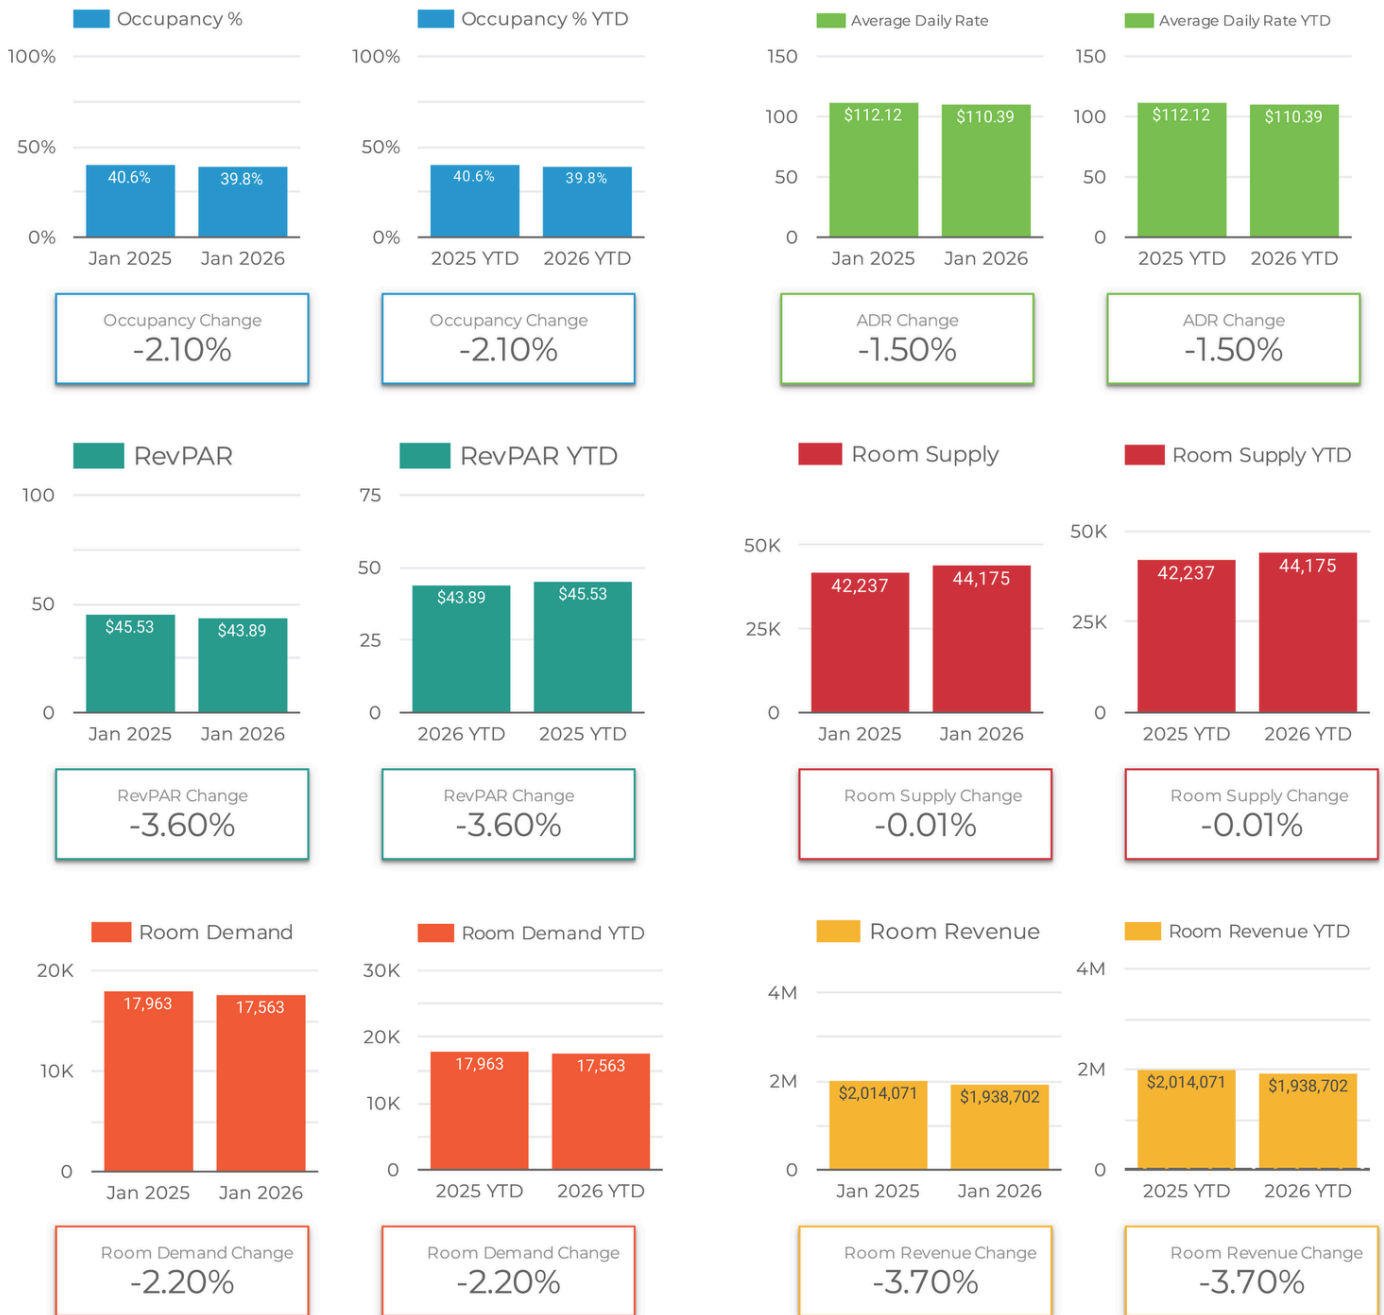 Occupancy %
100%
50%
0%
40.6%
39.8%
Jan 2025 Jan 2026
Occupancy Change
-2.10%
Occupancy % YTD
100%
50%
0%
40.6%
39.8%
2025 YTD 2026 YTD
Occupancy Change
-2.10%
Average Daily Rate
150
100
50
0
$112.12
$110.39
Jan 2025 Jan 2026
ADR Change
-1.50%
Average Daily Rate YTD
150
100
50
0
$112.12
$110.39
2025 YTD 2026 YTD
ADR Change
-1.50%
RevPAR
100
50
0
$45.53
$43.89
Jan 2025 Jan 2026
RevPAR Change
-3.60%
RevPAR YTD
75
50
25
0
$43.89
$45.53
2026 YTD 2025 YTD
RevPAR Change
-3.60%
Room Supply
50K
25K
0
42,237
44,175
Jan 2025 Jan 2026
Room Supply Change
-0.01%
Room Supply YTD
50K
25K
0
42,237
44,175
2025 YTD 2026 YTD
Room Supply Change
-0.01%
Room Demand
20K
10K
0
17,963
17,563
Jan 2025 Jan 2026
Room Demand Change
-2.20%
Room Demand YTD
30K
20K
10K
0
17,963
17,563
2025 YTD 2026 YTD
Room Demand Change
-2.20%
Room Revenue
4M
2M
0
$2,014,071
$1,938,702
Jan 2025 Jan 2026
Room Revenue Change
-3.70%
Room Revenue YTD
4M
2M
0
$2,014,071
$1,938,702
2025 YTD 2026 YTD
Room Revenue Change
-3.70%